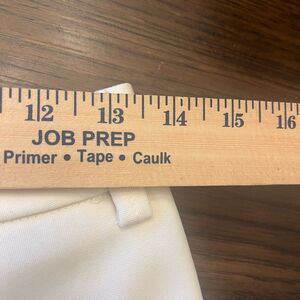 12 13 14 15 16
JOB PREP
Primer • Tape • Caulk